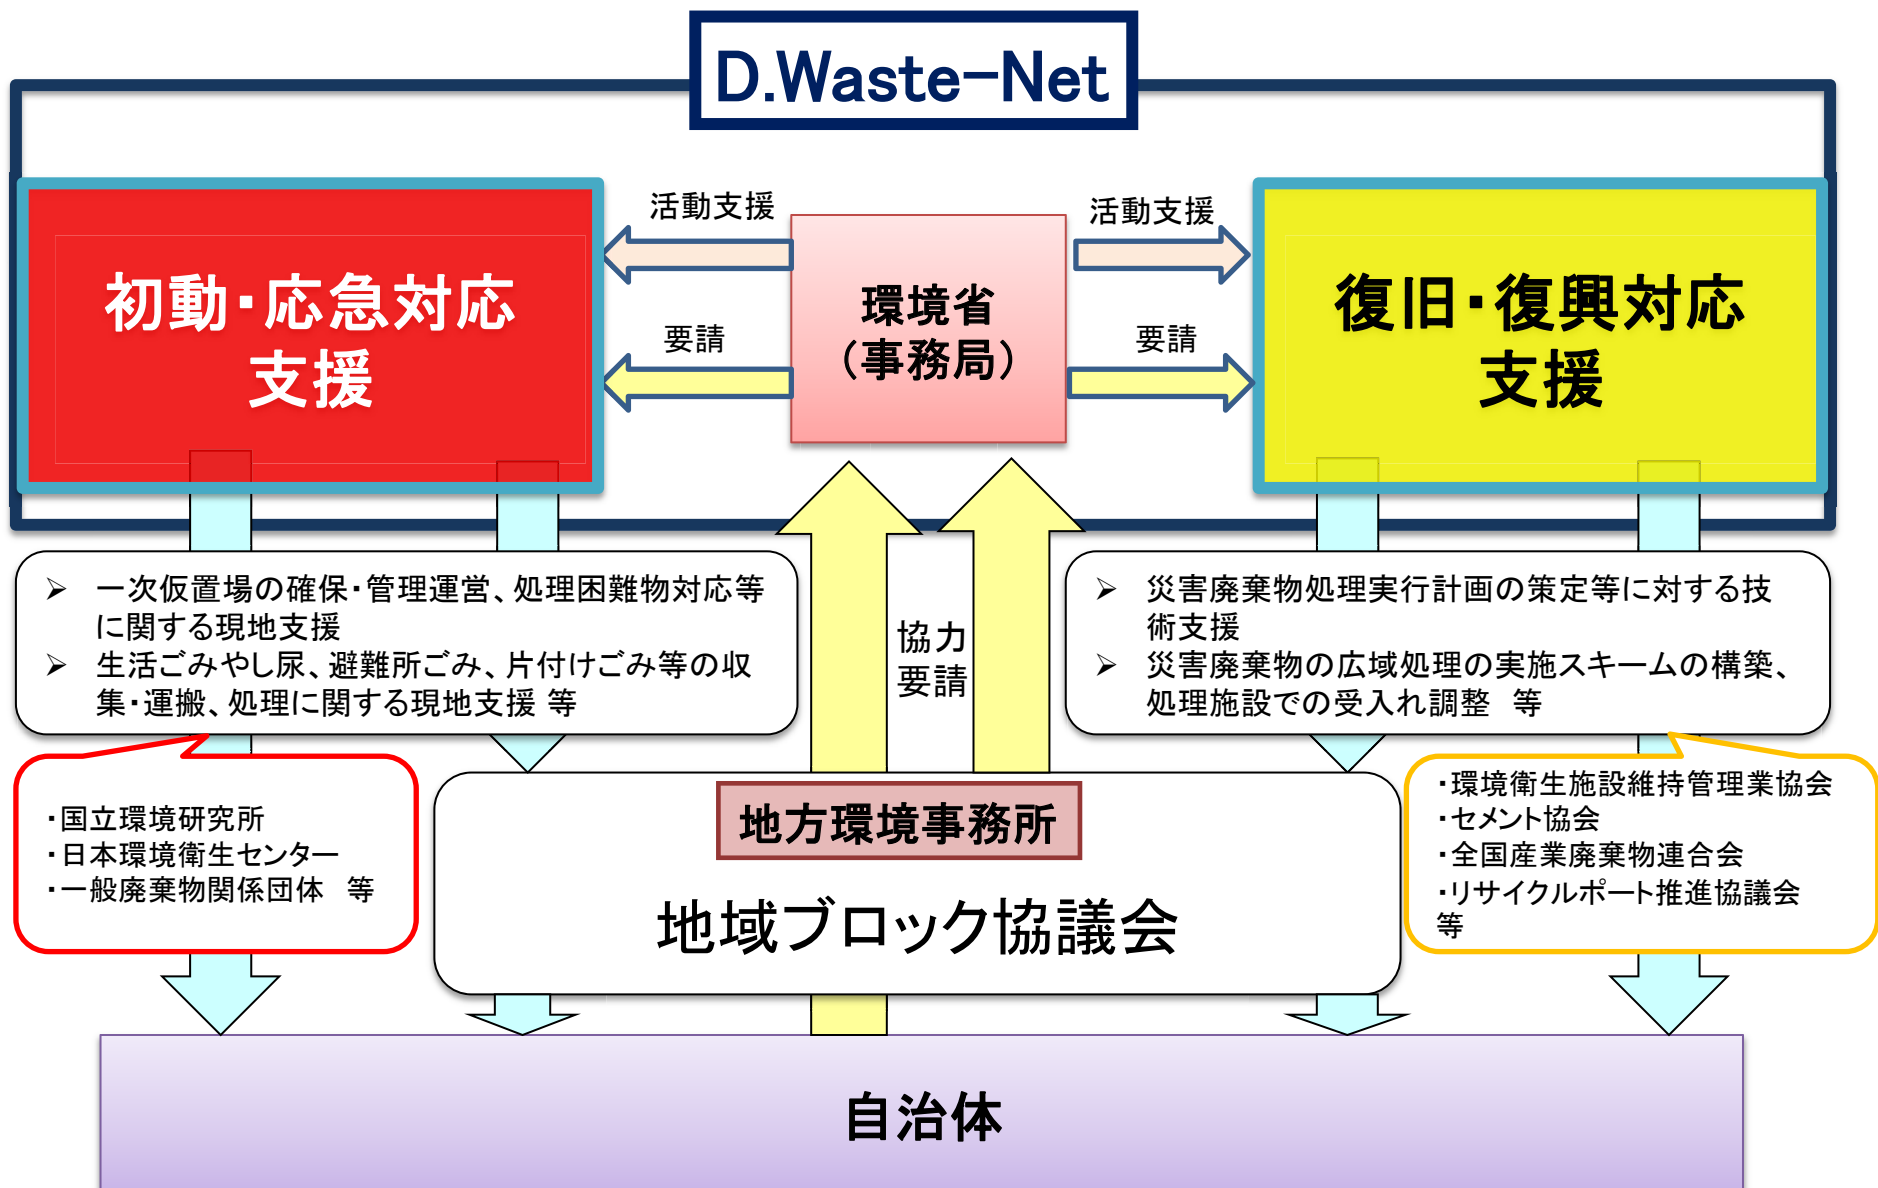 D.Waste-Net
活動支援
活動支援
初動・応急対応
支援
環境省
(事務局)
復旧・復興対応
支援
要請
要請
➢ 一次仮置場の確保・管理運営、処理困難物対応等
に関する現地支援
➢ 生活ごみやし尿、避難所ごみ、片付けごみ等の収
集・運搬、処理に関する現地支援 等
協力
要請
➢ 災害廃棄物処理実行計画の策定等に対する技
術支援
➢ 災害廃棄物の広域処理の実施スキームの構築、
処理施設での受入れ調整 等
・国立環境研究所
・日本環境衛生センター
・一般廃棄物関係団体 等
地方環境事務所
地域ブロック協議会
・環境衛生施設維持管理業協会
・セメント協会
・全国産業廃棄物連合会
・リサイクルポート推進協議会
等
自治体